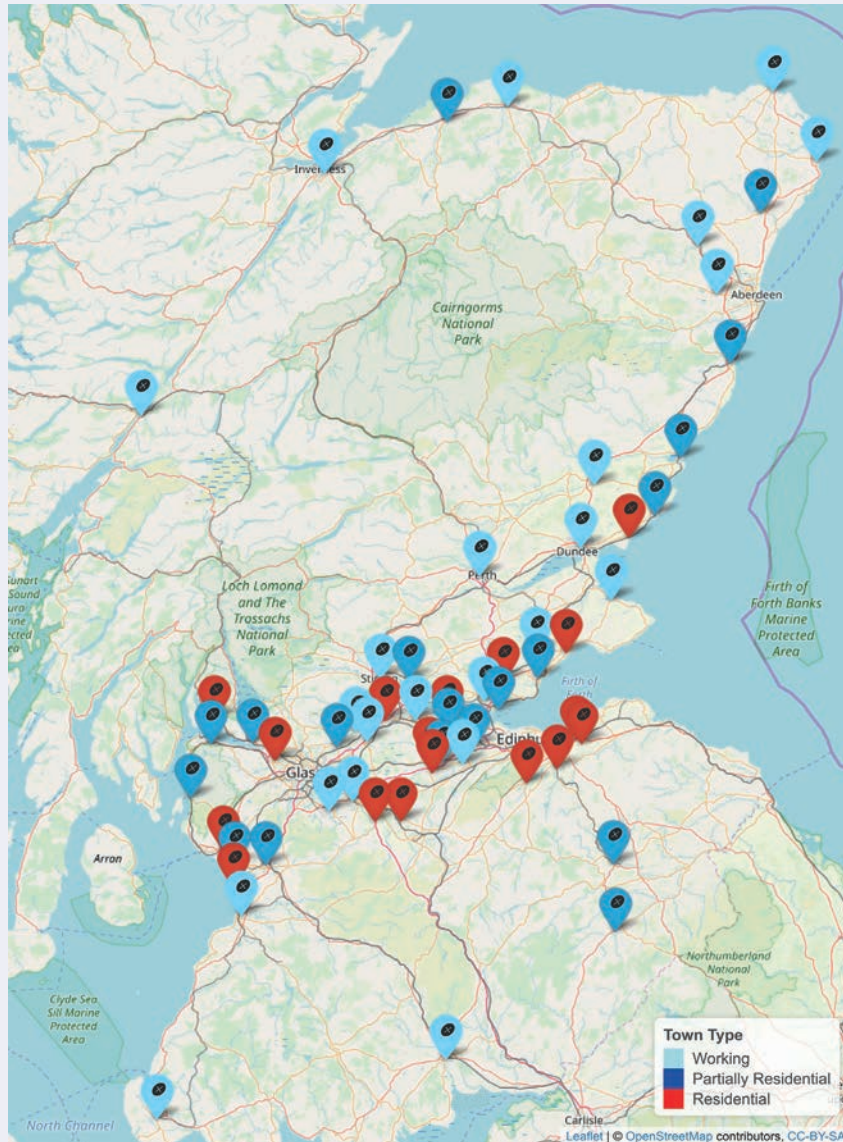 Inverness
Cairngorms
National
Park
Aberdeen
Dundee
Perth
Loch Lomond
and The
Trossachs
National
Park
Firth of
Forth Banks
Marine
Protected
Area
Firth of
Arran
Northumberland
National
Park
Clyde Sea
Sill Marine
Protected
Area
North Channel
Carlisle
Town Type
Working
Partially Residential
Residential
Leaflet | © OpenStreetMap contributors, CC-BY-SA